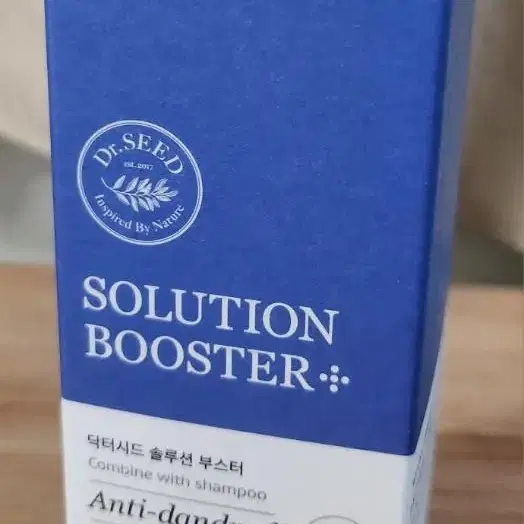 Dr.SEED
EST.2017
Inspired By Nature
SOLUTION
BOOSTER
닥터시드 솔루션 부스터
Combine with shampoo